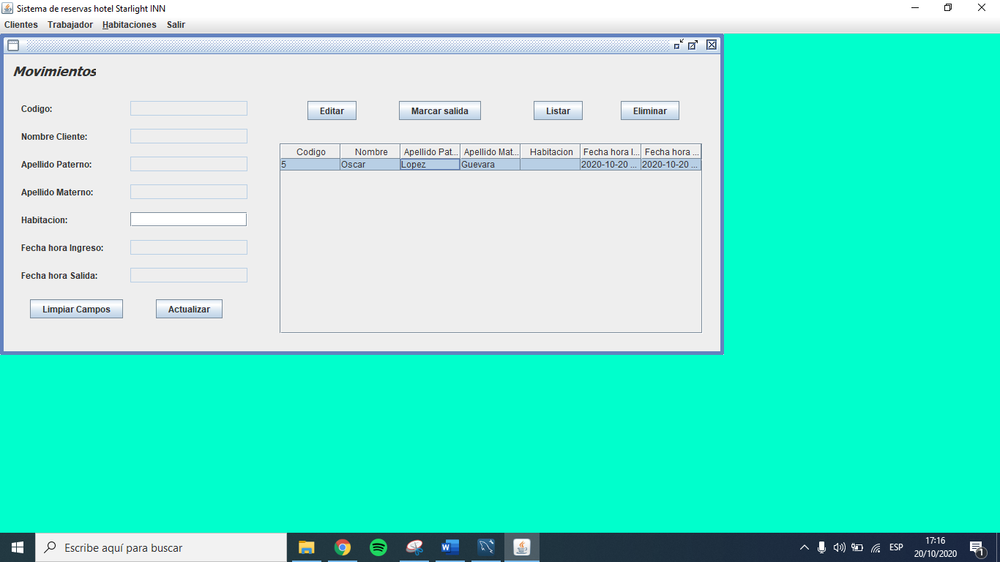 Sistema de reservas hotel Starlight INN
Clientes Trabajador Habitaciones Salir
Movimientos
Codigo:
Nombre Cliente:
Apellido Paterno:
Apellido Materno:
Habitacion:
Fecha hora Ingreso:
Fecha hora Salida:
Limpiar Campos Actualizar
Editar Marcar salida Listar Eliminar
Codigo Nombre Apellido Pat... Apellido Mat... Habitacion Fecha hora I... Fecha hora ...
5 Oscar Lopez Guevara 2020-10-20 ... 2020-10-20 ...
Escribe aquí para buscar
ESP
17:16
20/10/2020
1